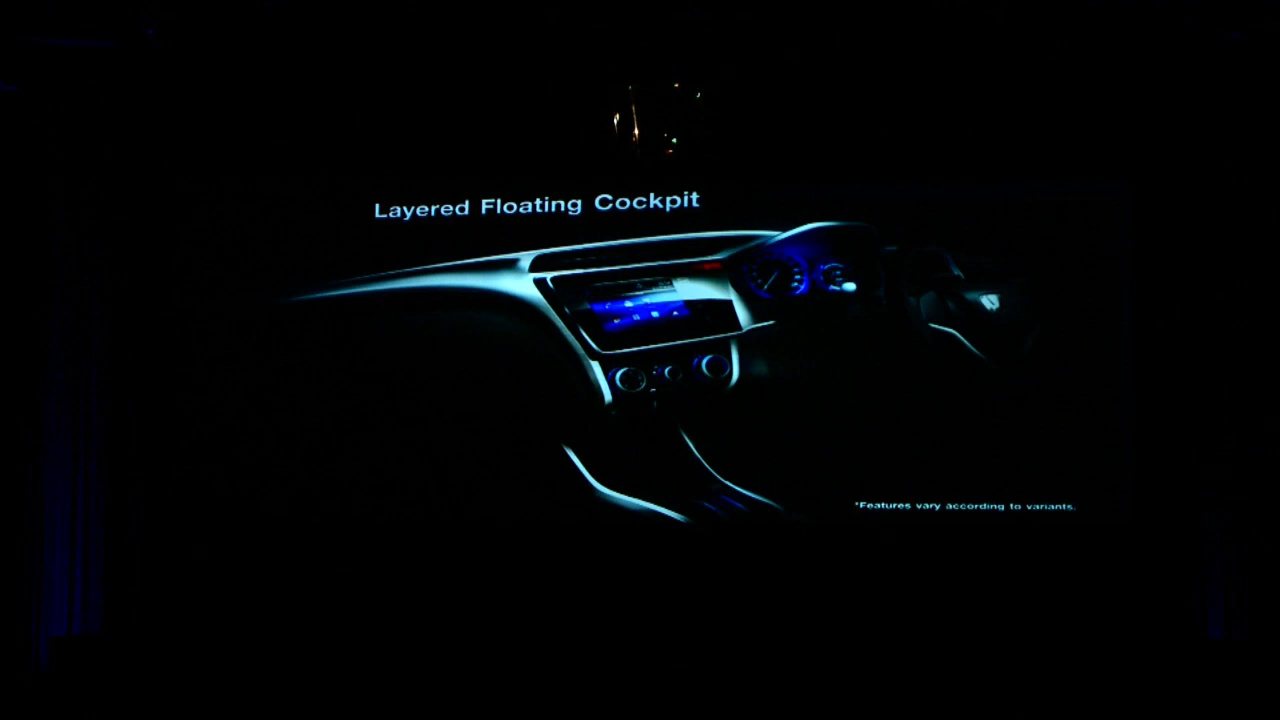 Layered Floating Cockpit
*Features vary according to variants.